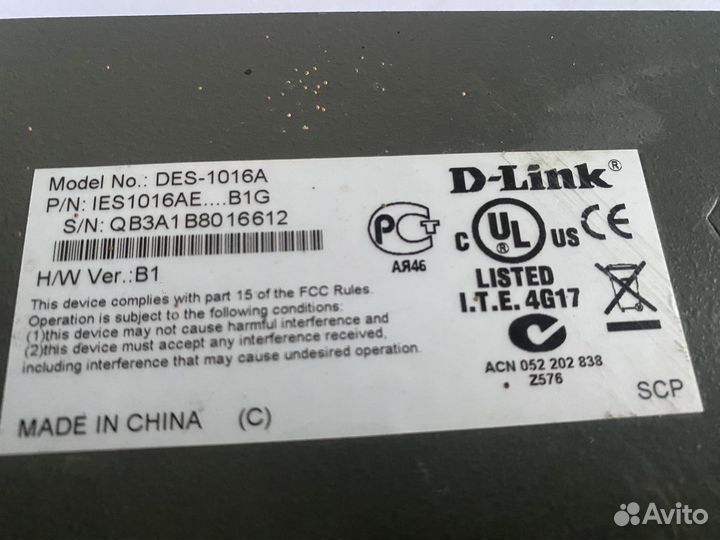 Model No.: DES-1016A
P/N: IES1016AE....B1G
S/N: QB3A1B8016612
H/W Ver.:B1
This device complies with part 15 of the FCC Rules.
Operation is subject to the following conditions:
(1)this device may not cause harmful interference and
(2)this device must accept any interference received,
including interference that may cause undesired operation.
MADE IN CHINA (C)
D-Link®
РСТ
АЯ46
C UL® US CE
LISTED
I.T.E. 4G17
ACN 052 202 838
Z576
SCP
Avito